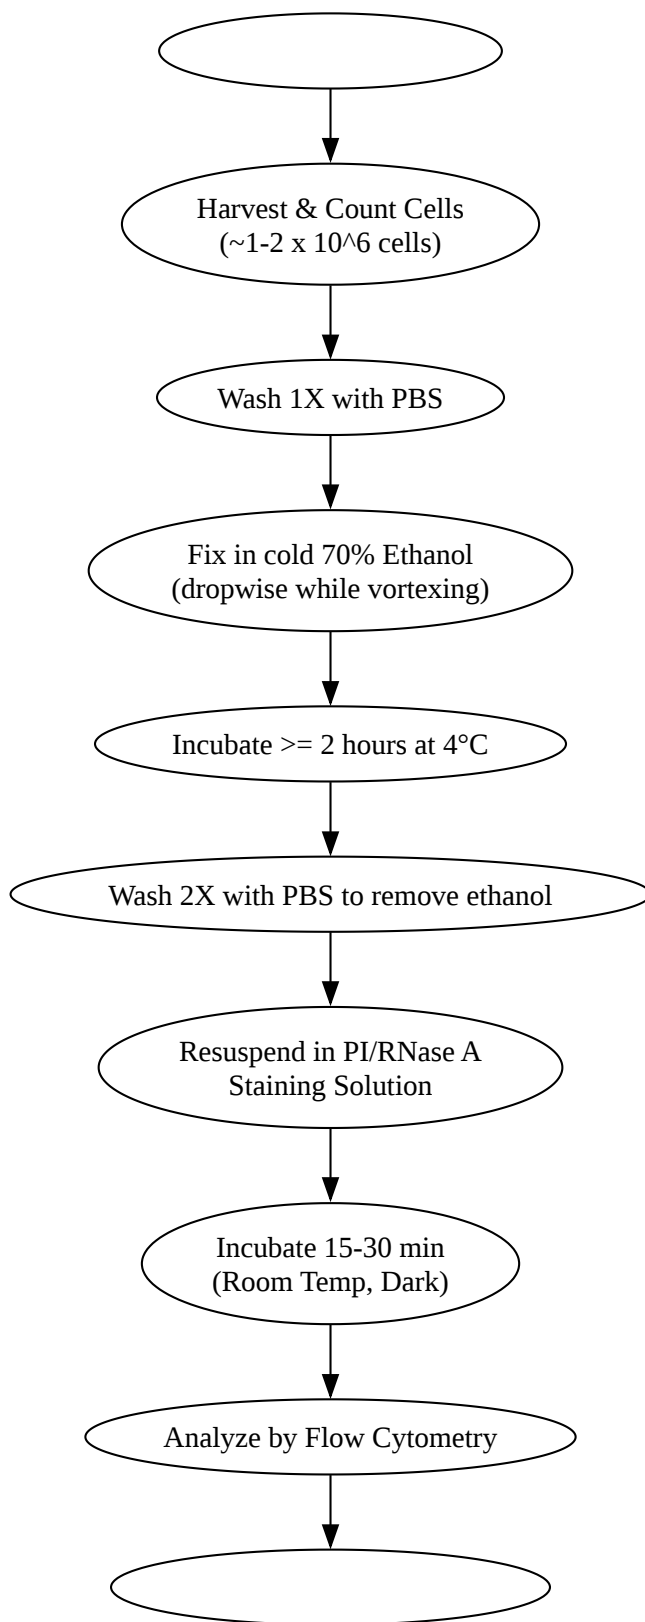 Harvest & Count Cells
(~1-2 x 10^6 cells)
Wash 1X with PBS
Fix in cold 70% Ethanol
(dropwise while vortexing)
Incubate >= 2 hours at 4°C
Wash 2X with PBS to remove ethanol
Resuspend in PI/RNase A
Staining Solution
Incubate 15-30 min
(Room Temp, Dark)
Analyze by Flow Cytometry